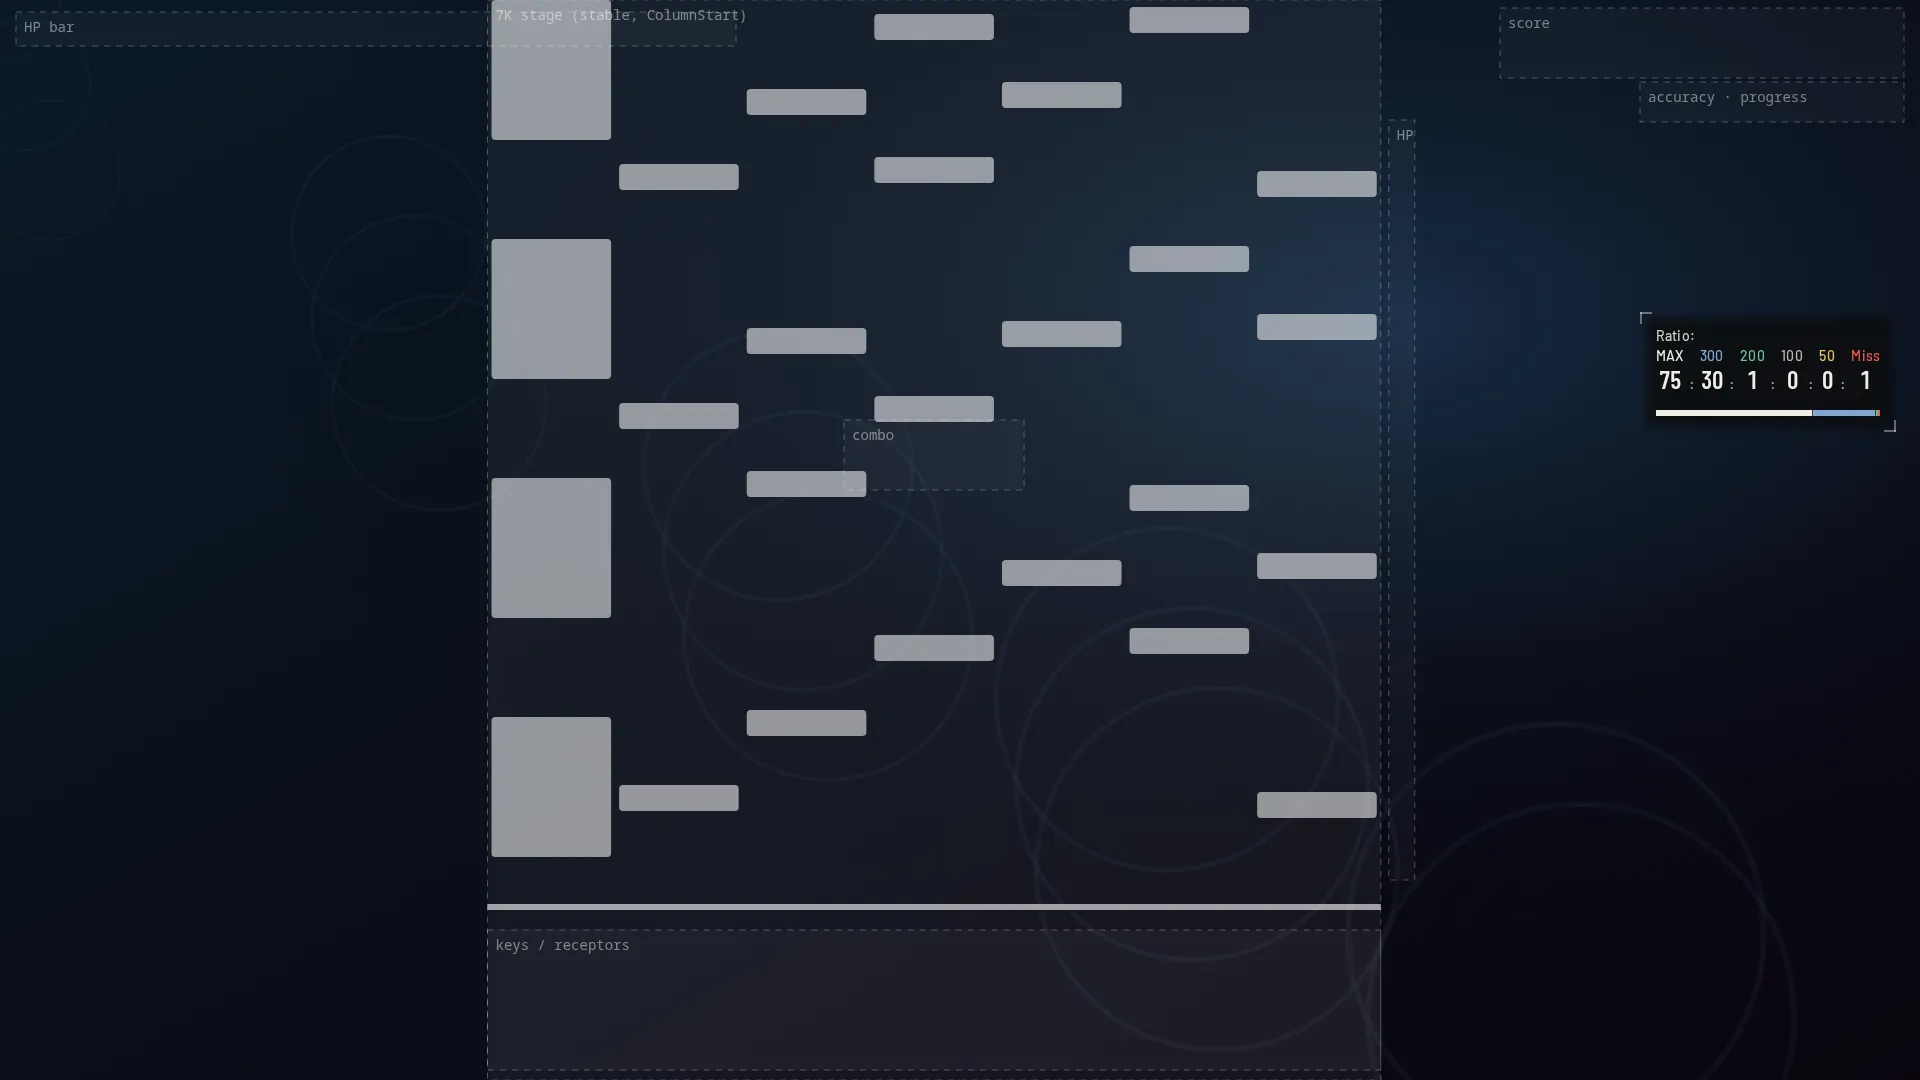 HP bar
7K stage (stable, ColumnStart)
score
accuracy · progress
HP
Ratio:
MAX 300 200 100 50 Miss
75 : 30 : 1 : 0 : 0 : 1
combo
keys / receptors